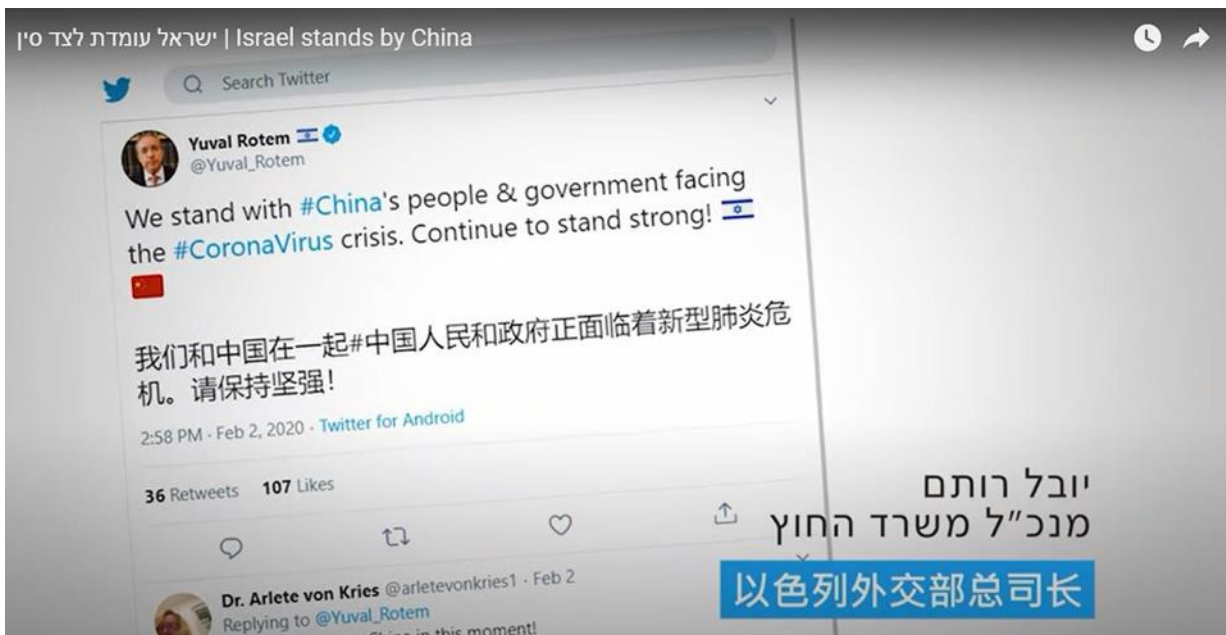 ישראל עומדת לצד סין | Israel stands by China
Search Twitter
Yuval Rotem
@Yuval_Rotem
We stand with #China's people & government facing
the #CoronaVirus crisis. Continue to stand strong!
我们和中国在一起#中国人民和政府正面临着新型肺炎危
机。请保持坚强!
2:58 PM · Feb 2, 2020 · Twitter for Android
36 Retweets 107 Likes
יובל רותם
מנכ"ל משרד החוץ
以色列外交部总司长
Dr. Arlete von Kries @arletevonkries1 · Feb 2
Replying to @Yuval_Rotem
China in this moment!